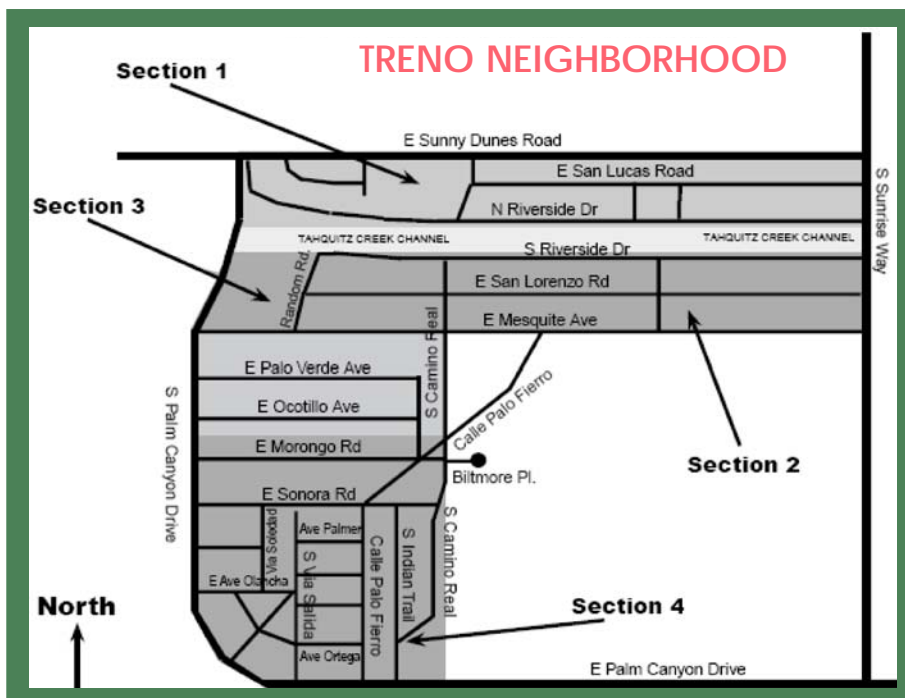 TRENO NEIGHBORHOOD
Section 1
E Sunny Dunes Road
E San Lucas Road
S Sunrise Way
Section 3
N Riverside Dr
TAHQUITZ CREEK CHANNEL
TAHQUITZ CREEK CHANNEL
S Riverside Dr
Random Rd.
E San Lorenzo Rd
E Mesquite Ave
S Camino Real
E Palo Verde Ave
S Palm Canyon Drive
E Ocotillo Ave
Calle Palo Fierro
E Morongo Rd
Section 2
Biltmore Pl.
E Sonora Rd
Via Soledad
Ave Palmer
S Via Salida
Calle Palo Fierro
S Indian Trail
S Camino Real
E Ave Olancha
North
Section 4
Ave Ortega
E Palm Canyon Drive